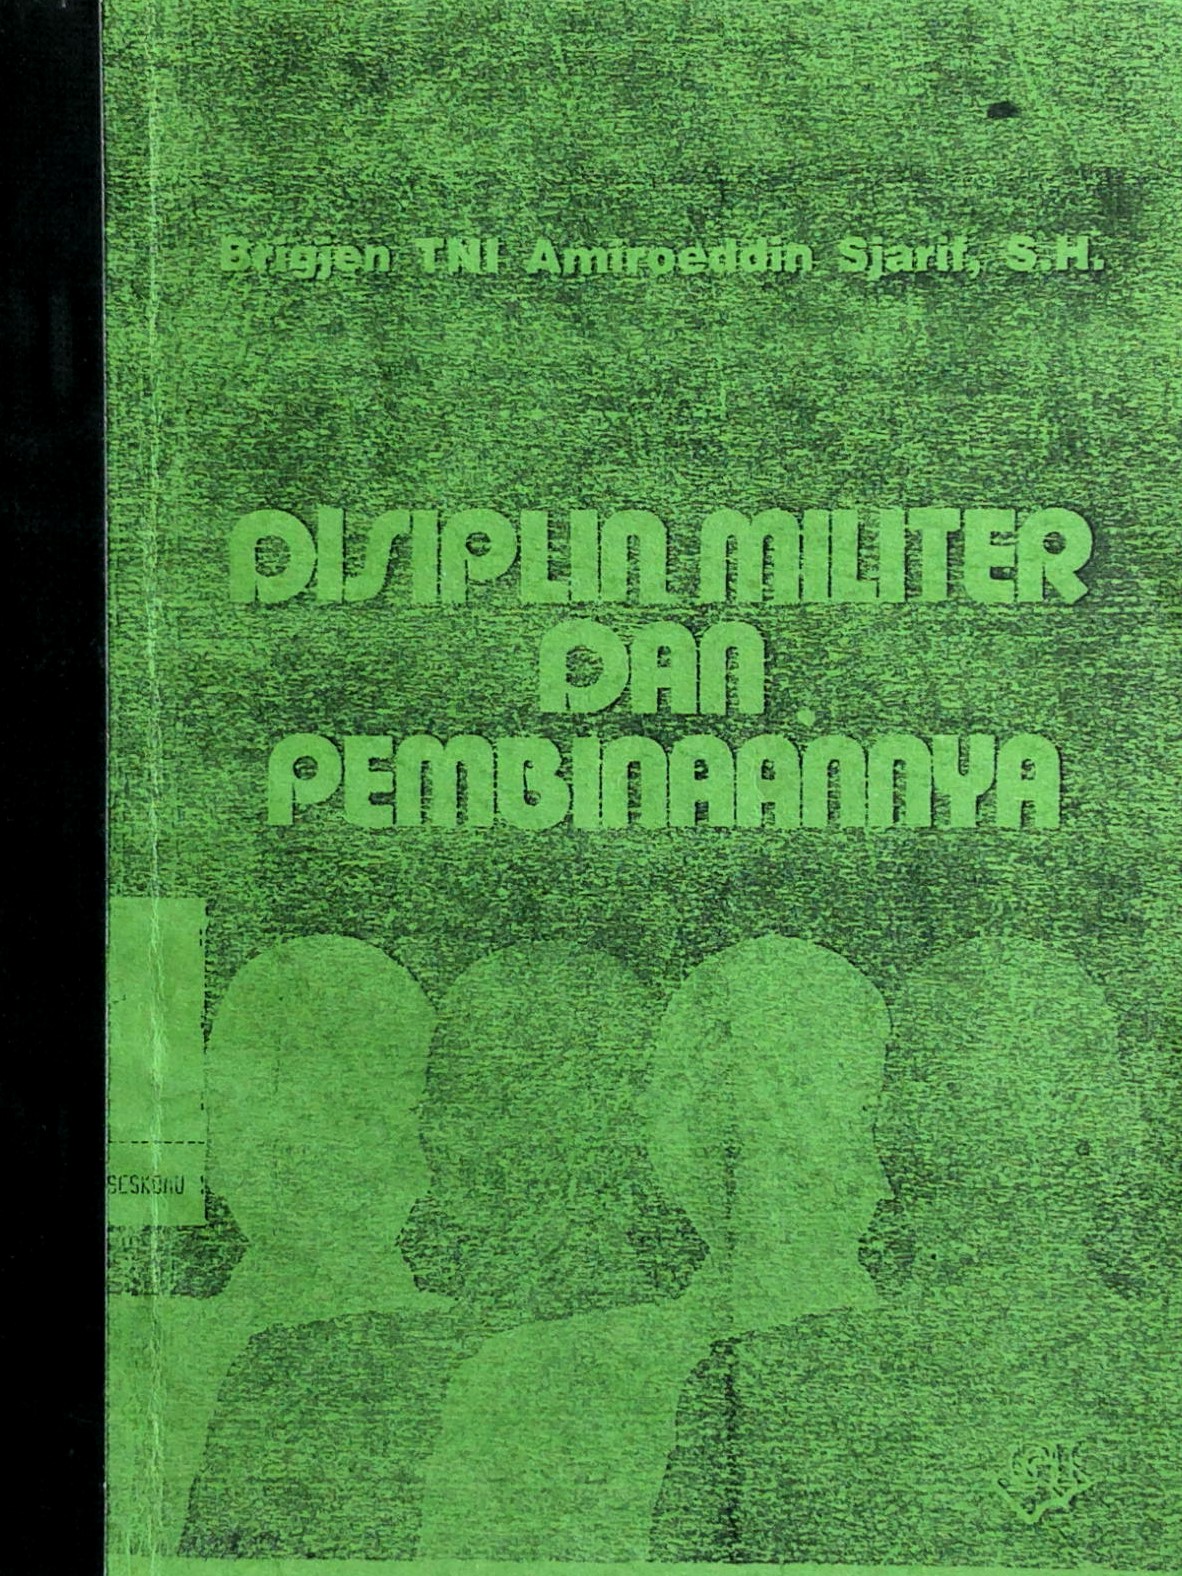 Brigjen TNI Amiroeddin Sjarif, S.H.
DISIPLIN MILITER
DAN
PEMBINAANNYA
SESKOAU